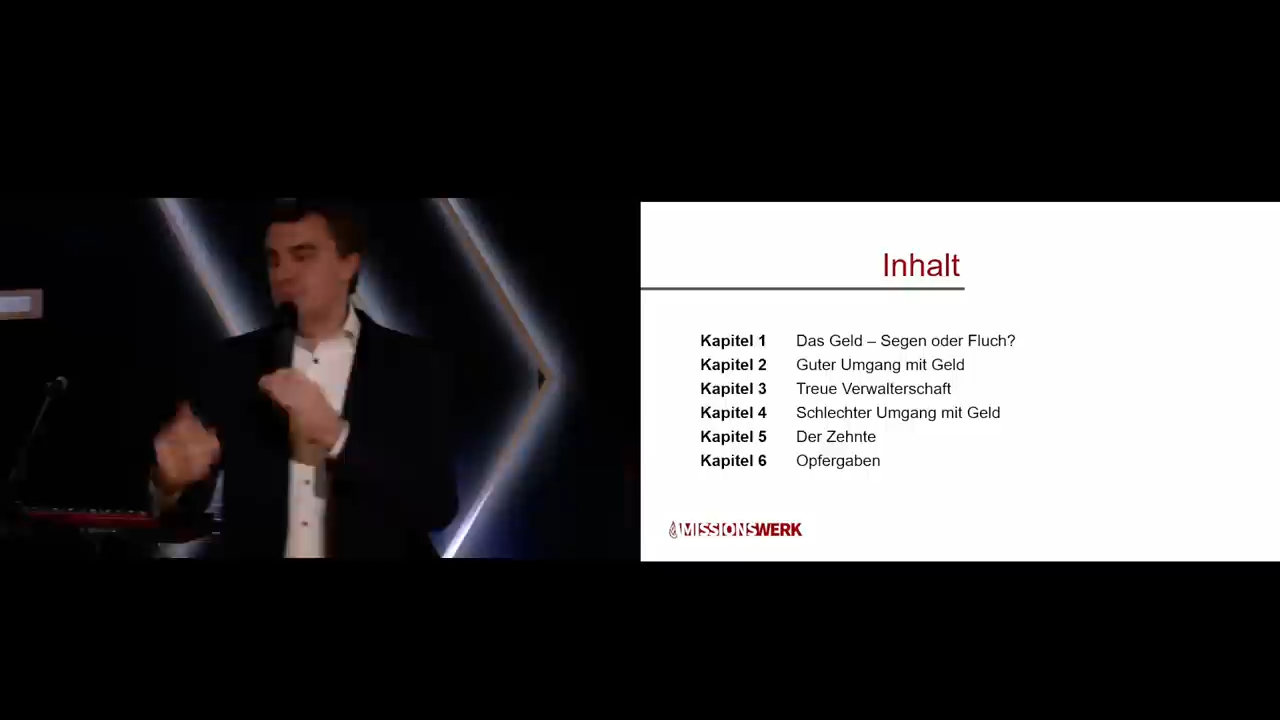 Inhalt
Kapitel 1 Das Geld – Segen oder Fluch?
Kapitel 2 Guter Umgang mit Geld
Kapitel 3 Treue Verwalterschaft
Kapitel 4 Schlechter Umgang mit Geld
Kapitel 5 Der Zehnte
Kapitel 6 Opfergaben
MISSIONSWERK